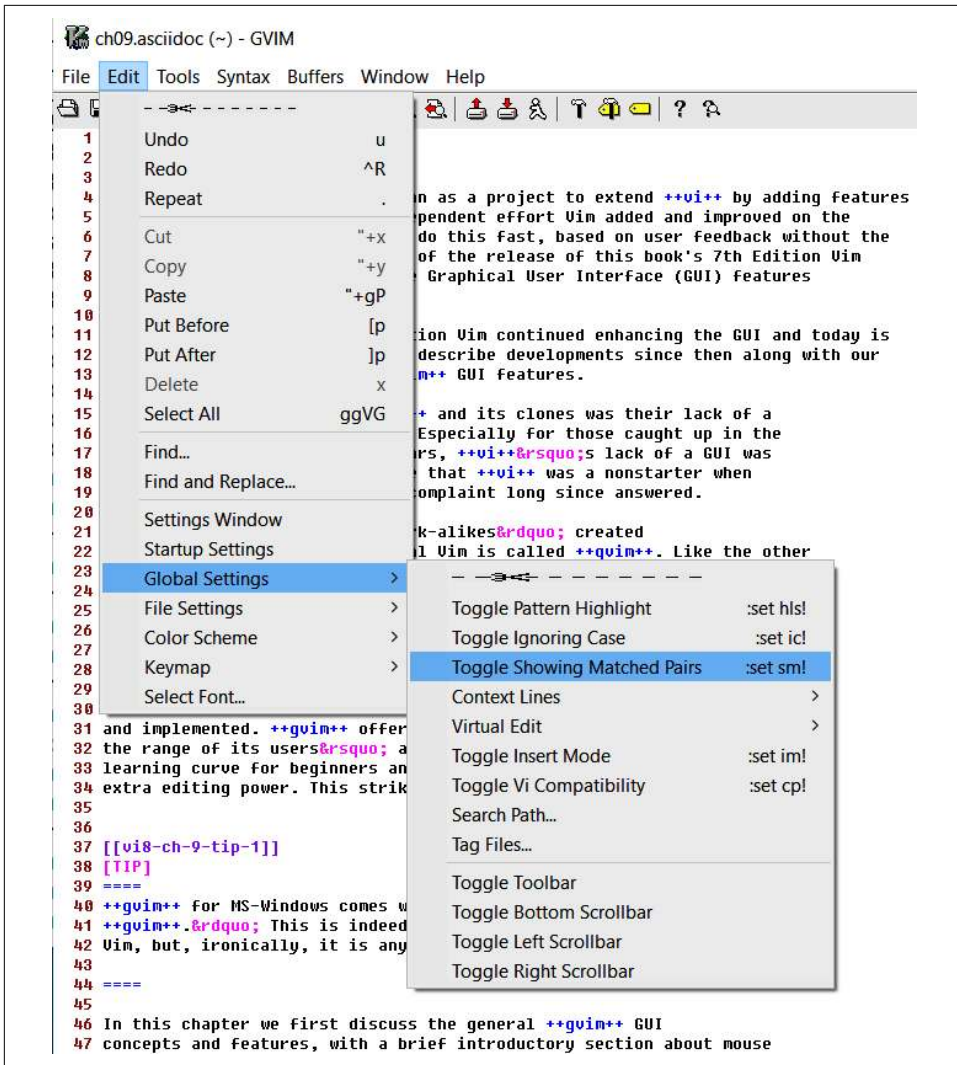 ch09.asciidoc (~) - GVIM
File Edit Tools Syntax Buffers Window Help
Undo u
Redo ^R
Repeat .
Cut "+x
Copy "+y
Paste "+gP
Put Before [p
Put After ]p
Delete x
Select All ggVG
Find...
Find and Replace...
Settings Window
Startup Settings
Global Settings >
File Settings >
Color Scheme >
Keymap >
Select Font...
Toggle Pattern Highlight :set hls!
Toggle Ignoring Case :set ic!
Toggle Showing Matched Pairs :set sm!
Context Lines >
Virtual Edit >
Toggle Insert Mode :set im!
Toggle Vi Compatibility :set cp!
Search Path...
Tag Files...
Toggle Toolbar
Toggle Bottom Scrollbar
Toggle Left Scrollbar
Toggle Right Scrollbar
1
2
3
4 as a project to extend ++vi++ by adding features
5 effort Vim added and improved on the
6 do this fast, based on user feedback without the
7 of the release of this book's 7th Edition Vim
8 Graphical User Interface (GUI) features
9
10
11 Vim continued enhancing the GUI and today is
12 describe developments since then along with our
13 GUI features.
14
15 and its clones was their lack of a
16 Especially for those caught up in the
17 ++vi++&rsquo;s lack of a GUI was
18 that ++vi++ was a nonstarter when
19 complaint long since answered.
20
21 k-alikes&rdquo; created
22 Vim is called ++gvim++. Like the other
23
24
25
26
27
28
29
30
31 and implemented. ++gvim++ offer
32 the range of its users&rsquo; a
33 learning curve for beginners an
34 extra editing power. This strik
35
36
37 [[vi8-ch-9-tip-1]]
38 [TIP]
39 ====
40 ++gvim++ for MS-Windows comes w
41 ++gvim++.&rdquo; This is indeed
42 Vim, but, ironically, it is any
43
44 ====
45
46 In this chapter we first discuss the general ++gvim++ GUI
47 concepts and features, with a brief introductory section about mouse